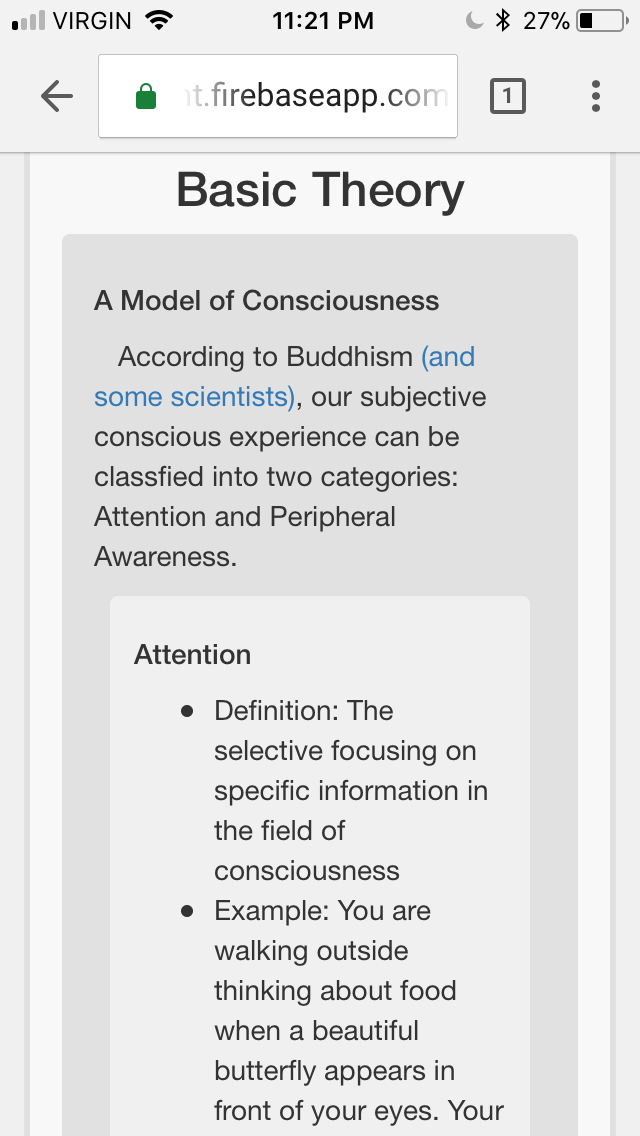 VIRGIN 11:21 PM 27%
nt.firebaseapp.com 1
Basic Theory
A Model of Consciousness
According to Buddhism (and
some scientists), our subjective
conscious experience can be
classfied into two categories:
Attention and Peripheral
Awareness.
Attention
• Definition: The
selective focusing on
specific information in
the field of
consciousness
• Example: You are
walking outside
thinking about food
when a beautiful
butterfly appears in
front of your eyes. Your